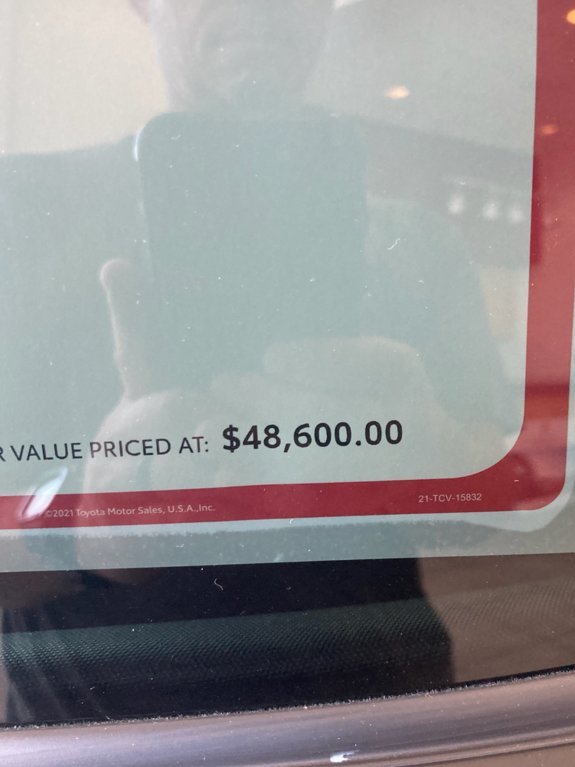 R VALUE PRICED AT: $48,600.00
©2021 Toyota Motor Sales, U.S.A.,Inc. 21-TCV-15832